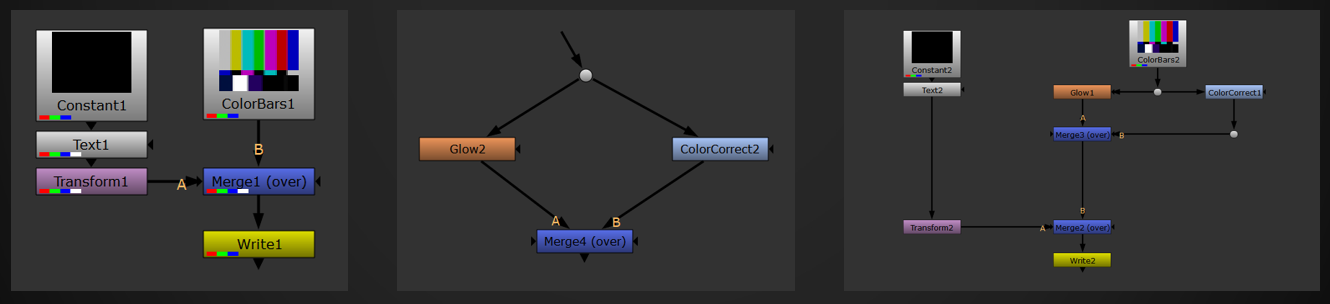 Constant1
ColorBars1
Text1
B
Transform1
A
Merge1 (over)
Write1
Glow2
ColorCorrect2
A
B
Merge4 (over)
Constant2
ColorBars2
Text2
Glow1
ColorCorrect1
A
Merge3 (over)
B
B
Transform2
A
Merge2 (over)
Write2